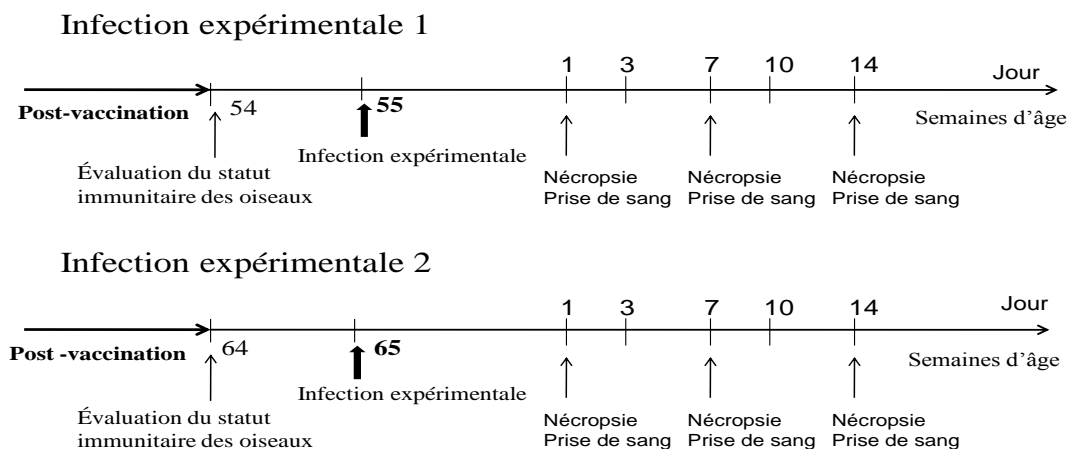 Infection expérimentale 1
1 3 7 10 14
Jour
Post-vaccination
54
55
Semaines d’âge
Infection expérimentale
Évaluation du statut
immunitaire des oiseaux
Nécropsie
Prise de sang
Nécropsie
Prise de sang
Nécropsie
Prise de sang
Infection expérimentale 2
1 3 7 10 14
Jour
Post -vaccination
64
65
Semaines d’âge
Infection expérimentale
Évaluation du statut
immunitaire des oiseaux
Nécropsie
Prise de sang
Nécropsie
Prise de sang
Nécropsie
Prise de sang